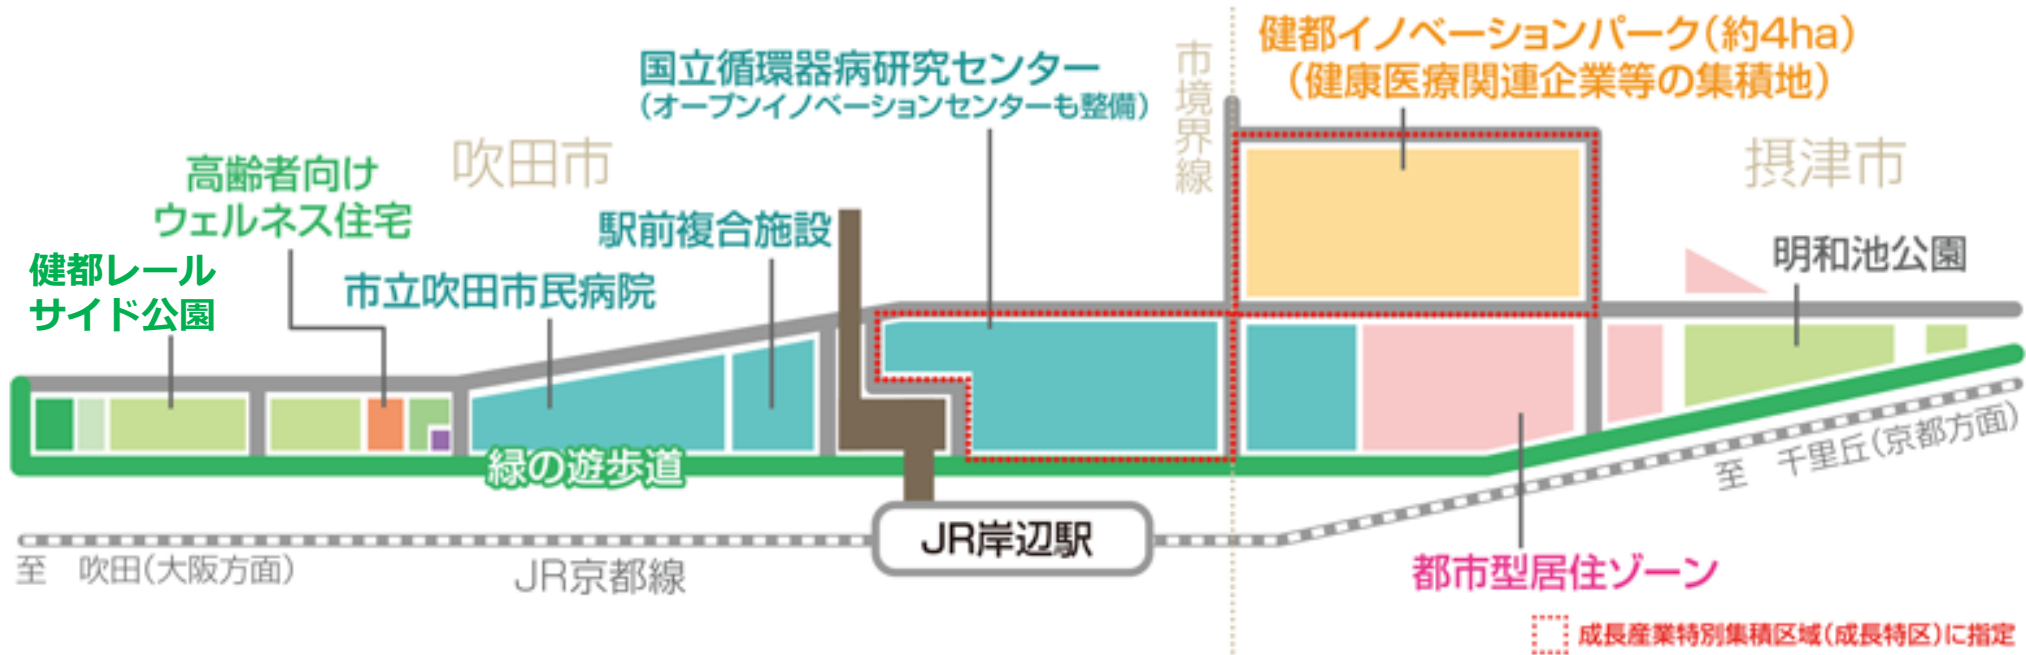 健都イノベーションパーク(約4ha)
(健康医療関連企業等の集積地)
国立循環器病研究センター
(オープンイノベーションセンターも整備)
市境界線
吹田市
摂津市
高齢者向け
ウェルネス住宅
駅前複合施設
明和池公園
健都レール
サイド公園
市立吹田市民病院
緑の遊歩道
至 千里丘(京都方面)
JR岸辺駅
至 吹田(大阪方面)
JR京都線
都市型居住ゾーン
成長産業特別集積区域(成長特区)に指定